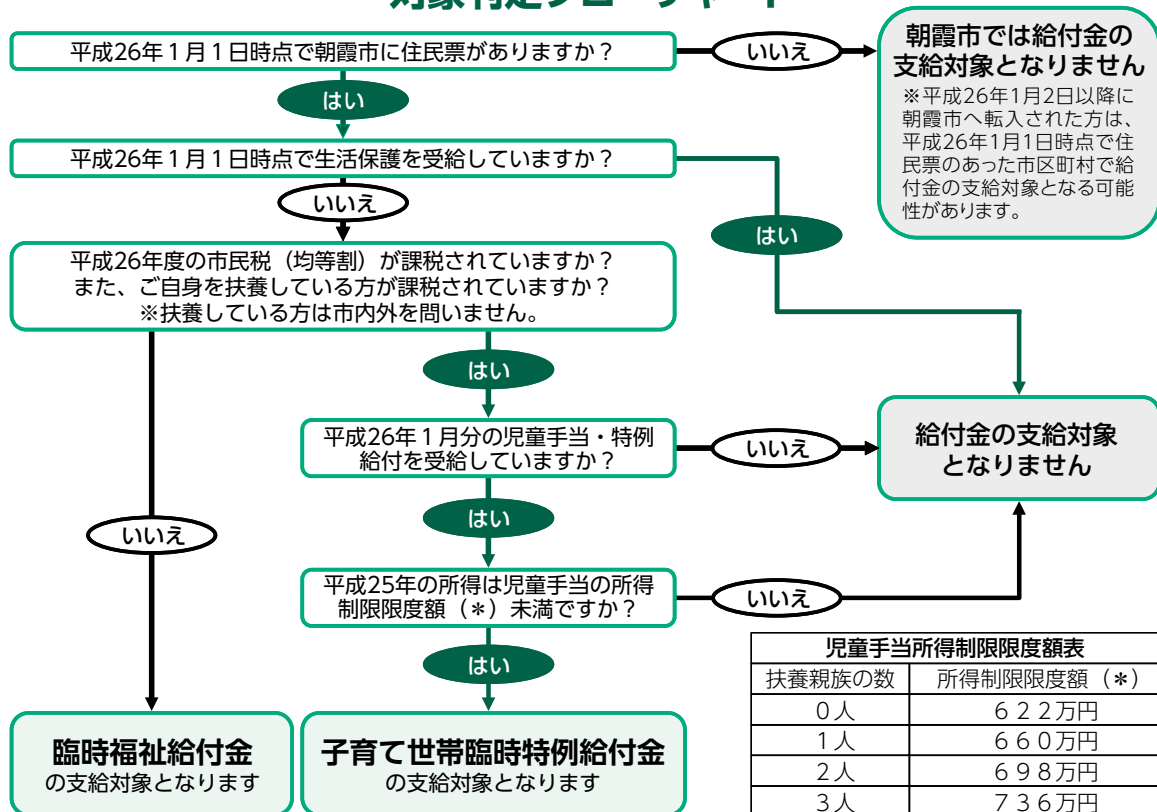 平成26年1月1日時点で朝霞市に住民票がありますか?
いいえ
朝霞市では給付金の
支給対象となりません
※平成26年1月2日以降に
朝霞市へ転入された方は、
平成26年1月1日時点で住
民票のあった市区町村で給
付金の支給対象となる可能
性があります。
はい
平成26年1月1日時点で生活保護を受給していますか?
いいえ
はい
平成26年度の市民税(均等割)が課税されていますか?
また、ご自身を扶養している方が課税されていますか?
※扶養している方は市内外を問いません。
はい
平成26年1月分の児童手当・特例
給付を受給していますか?
いいえ
給付金の支給対象
となりません
いいえ
はい
平成25年の所得は児童手当の所得
制限限度額(*)未満ですか?
いいえ
はい
臨時福祉給付金
の支給対象となります
子育て世帯臨時特例給付金
の支給対象となります
児童手当所得制限限度額表
扶養親族の数 所得制限限度額(*)
0人 622万円
1人 660万円
2人 698万円
3人 736万円